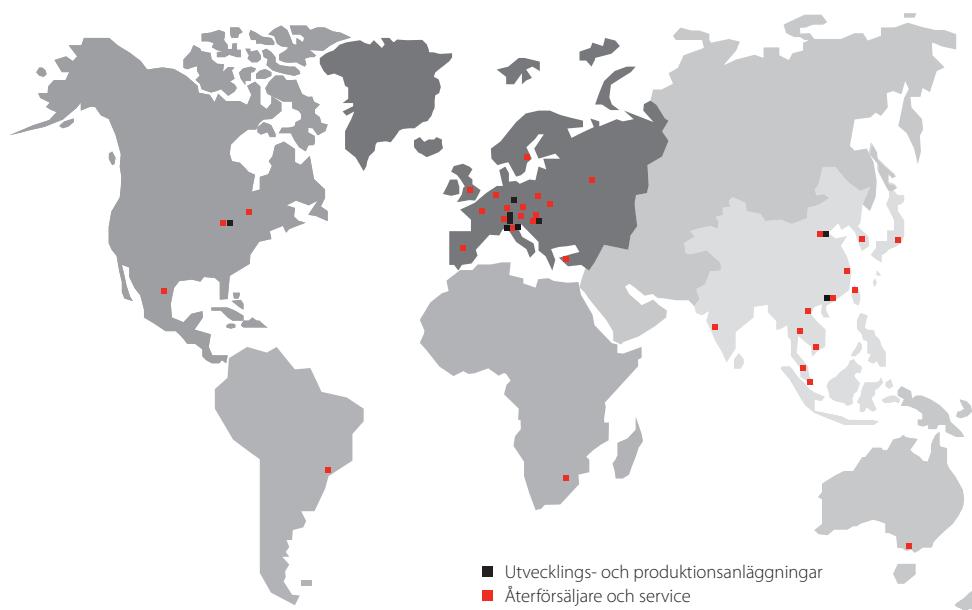 Utvecklings- och produktionsanläggningar
Återförsäljare och service